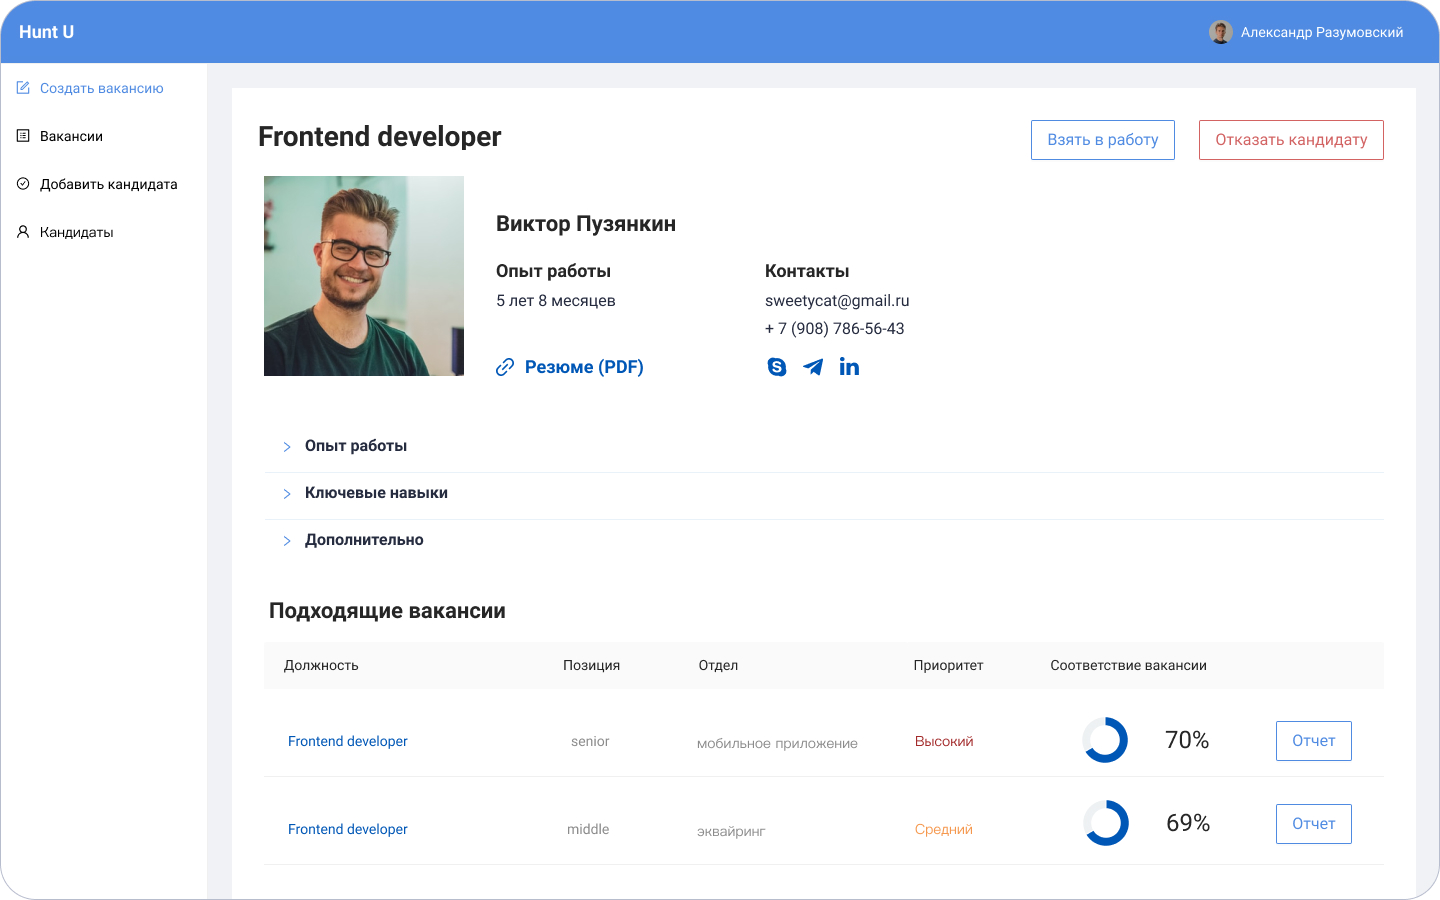 Hunt U
Александр Разумовский
Создать вакансию
Вакансии
Добавить кандидата
Кандидаты
Frontend developer
Взять в работу
Отказать кандидату
Виктор Пузянкин
Опыт работы
5 лет 8 месяцев
Резюме (PDF)
Контакты
sweetycat@gmail.ru
+ 7 (908) 786-56-43
Опыт работы
Ключевые навыки
Дополнительно
Подходящие вакансии
Должность Позиция Отдел Приоритет Соответствие вакансии
Frontend developer senior мобильное приложение Высокий 70% Отчет
Frontend developer middle эквайринг Средний 69% Отчет